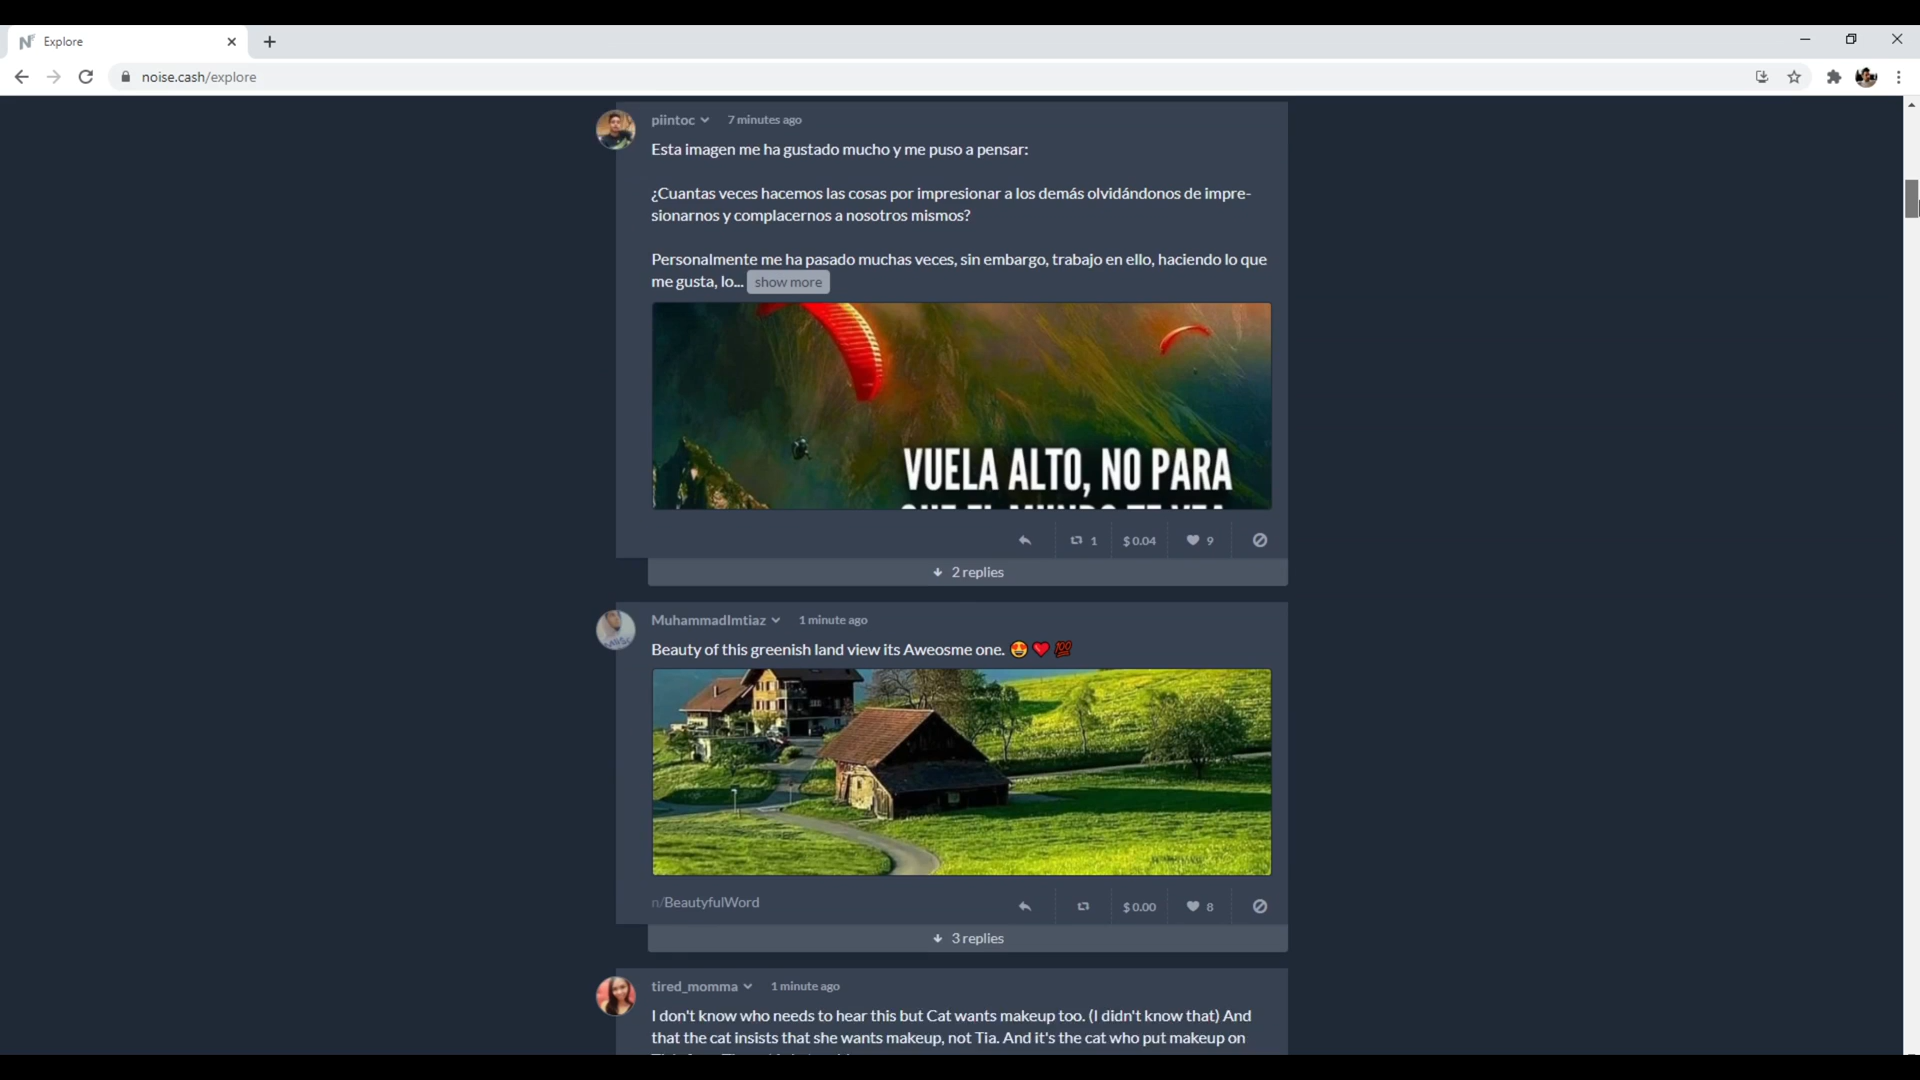 Explore
noise.cash/explore
piintoc
7 minutes ago
Esta imagen me ha gustado mucho y me puso a pensar:
¿Cuantas veces hacemos las cosas por impresionar a los demás olvidándonos de impre-
sionarnos y complacernos a nosotros mismos?
Personalmente me ha pasado muchas veces, sin embargo, trabajo en ello, haciendo lo que
me gusta, lo... show more
VUELA ALTO, NO PARA
QUE EL MUNDO TE VEA
1 $0.04 9
2 replies
MuhammadImtiaz
1 minute ago
Beauty of this greenish land view its Aweosme one. 🤩❤️💯
n/BeautyfulWord
$0.00 8
3 replies
tired_momma
1 minute ago
I don't know who needs to hear this but Cat wants makeup too. (I didn't know that) And
that the cat insists that she wants makeup, not Tia. And it's the cat who put makeup on